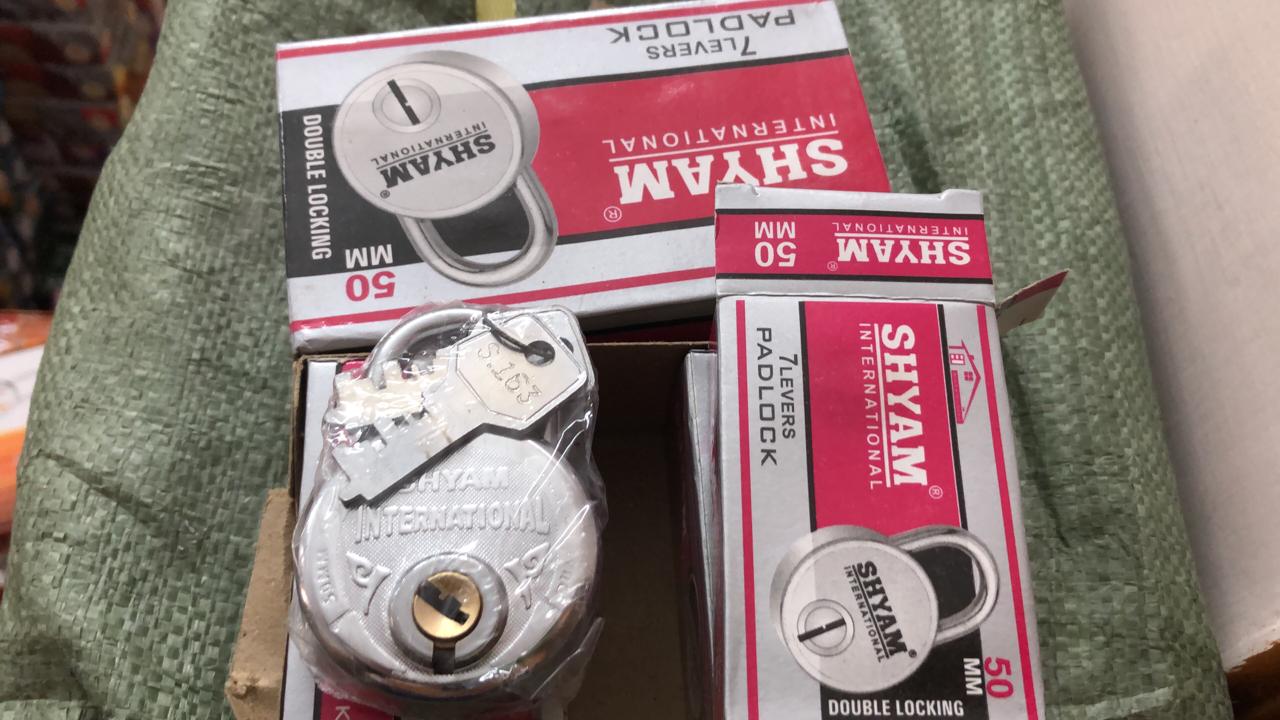 7 LEVERS
PADLOCK
SHYAM
INTERNATIONAL
DOUBLE LOCKING
50
MM
SHYAM®
INTERNATIONAL
®
50
MM
SHYAM®
INTERNATIONAL
7 LEVERS
PADLOCK
SHYAM®
INTERNATIONAL
SHYAM®
INTERNATIONAL
50
MM
DOUBLE LOCKING
S.163
SHYAM
INTERNATIONAL